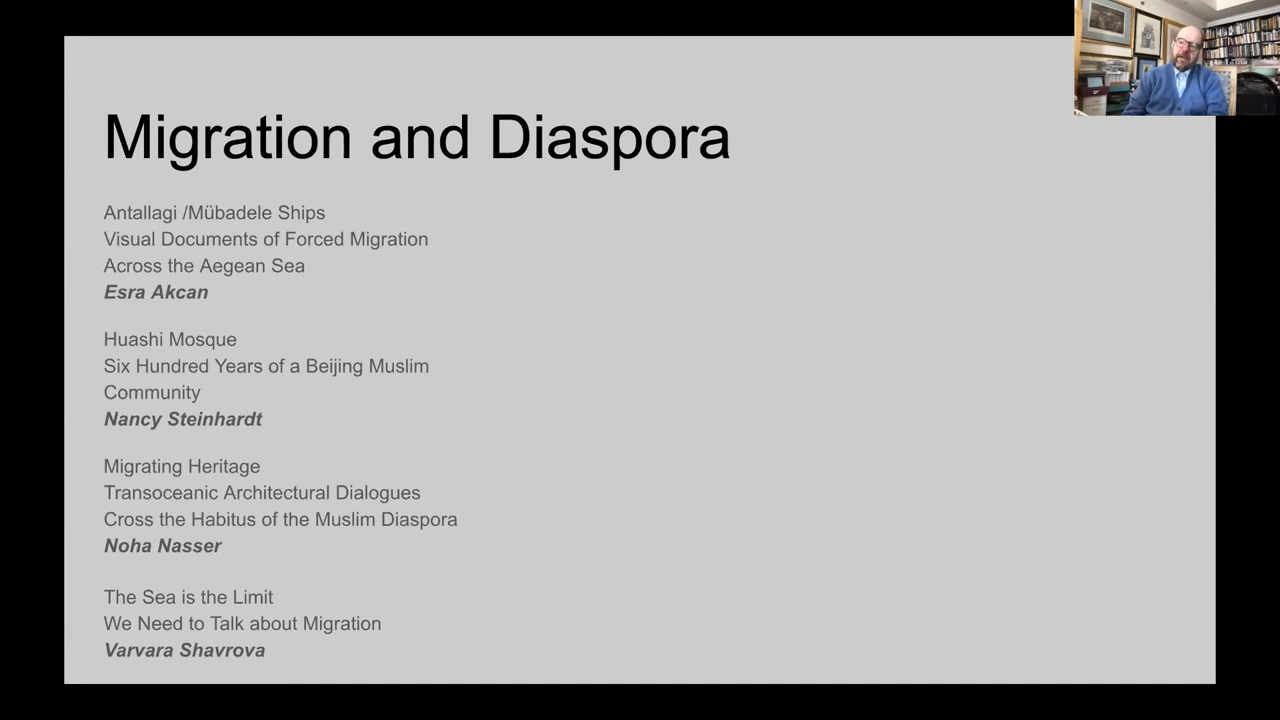 Migration and Diaspora
Antallagi /Mübadele Ships
Visual Documents of Forced Migration
Across the Aegean Sea
Esra Akcan
Huashi Mosque
Six Hundred Years of a Beijing Muslim
Community
Nancy Steinhardt
Migrating Heritage
Transoceanic Architectural Dialogues
Cross the Habitus of the Muslim Diaspora
Noha Nasser
The Sea is the Limit
We Need to Talk about Migration
Varvara Shavrova